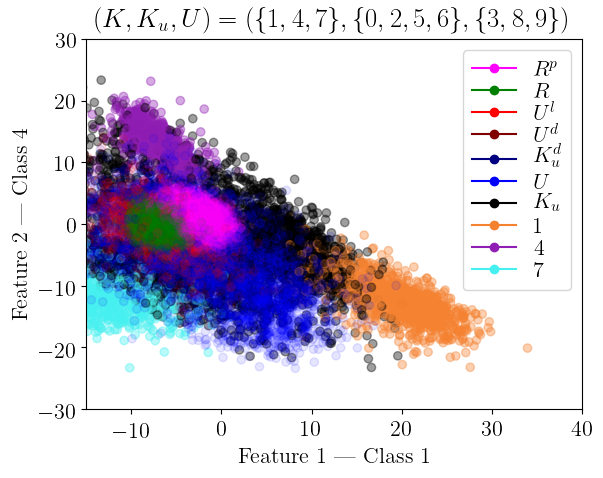 (K, K_u, U) = ({1, 4, 7}, {0, 2, 5, 6}, {3, 8, 9})
30
20
10
0
−10
−20
−30
−10
0
10
20
30
40
Feature 2 — Class 4
Feature 1 — Class 1
R^p
R
U^l
U^d
K_u^d
U
K_u
1
4
7